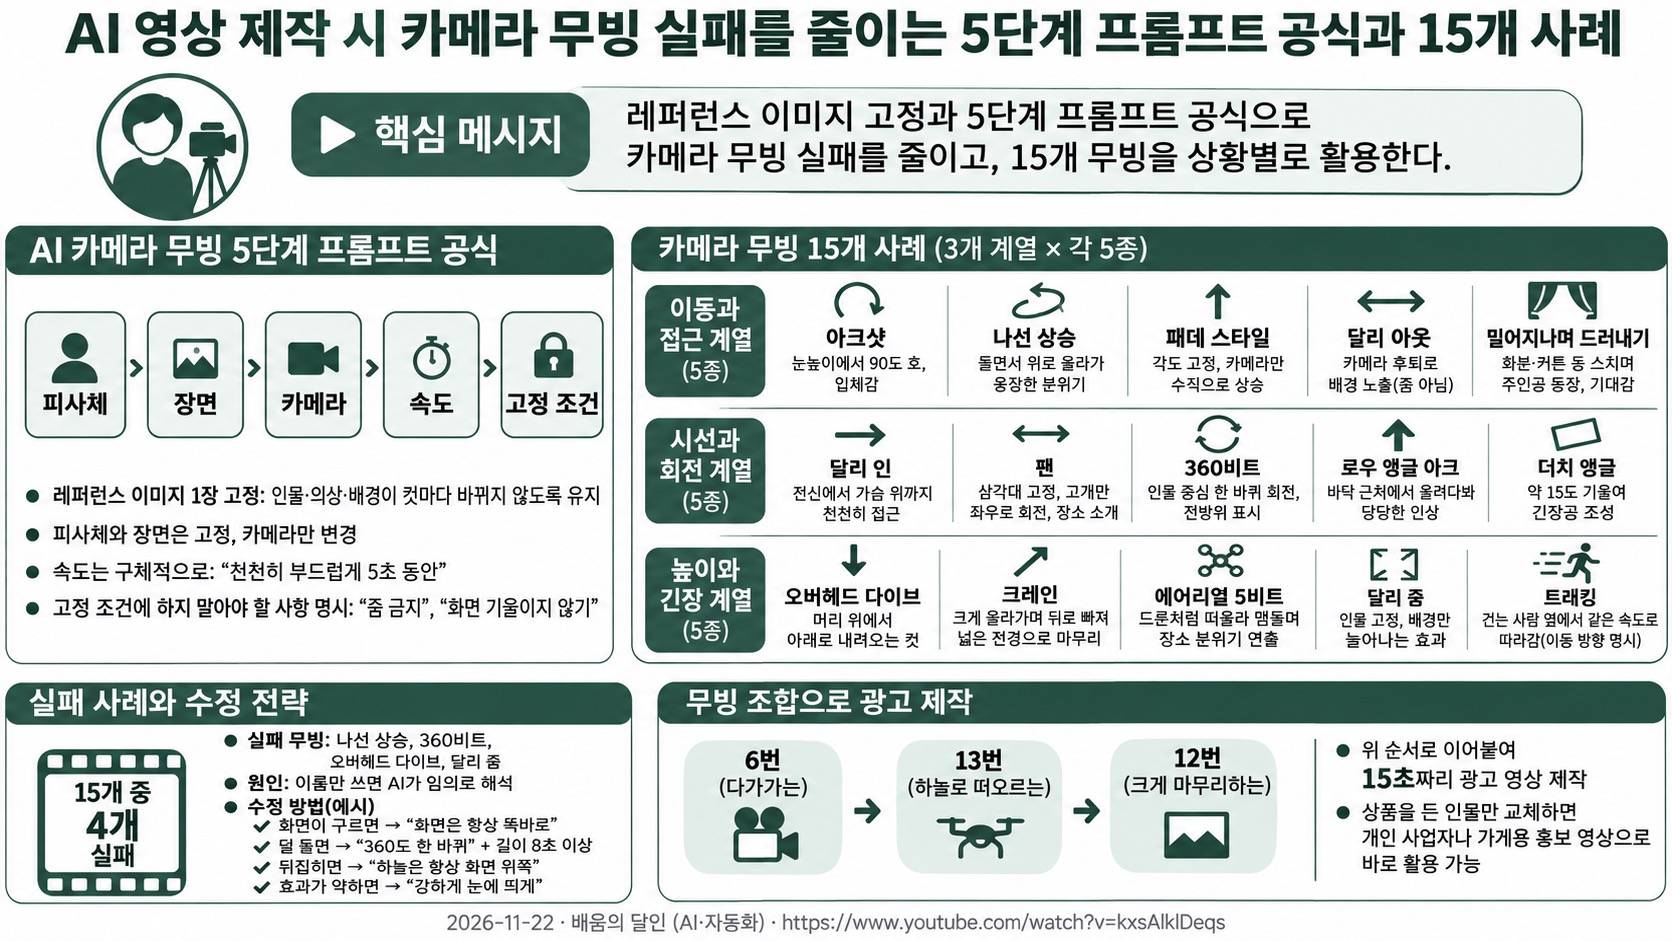 AI 영상 제작 시 카메라 무빙 실패를 줄이는 5단계 프롬프트 공식과 15개 사례
핵심 메시지
레퍼런스 이미지 고정과 5단계 프롬프트 공식으로
카메라 무빙 실패를 줄이고, 15개 무빙을 상황별로 활용한다.
AI 카메라 무빙 5단계 프롬프트 공식
피사체
장면
카메라
속도
고정 조건
레퍼런스 이미지 1장 고정: 인물·의상·배경이 컷마다 바뀌지 않도록 유지
피사체와 장면은 고정, 카메라만 변경
속도는 구체적으로: “천천히 부드럽게 5초 동안”
고정 조건에 하지 말아야 할 사항 명시: “줌 금지”, “화면 기울이지 않기”
카메라 무빙 15개 사례 (3개 계열 × 각 5종)
이동과
접근 계열
(5종)
아크샷
눈높이에서 90도 호,
입체감
나선 상승
돌면서 위로 올라가
웅장한 분위기
패데 스타일
각도 고정, 카메라만
수직으로 상승
달리 아웃
카메라 후퇴로
배경 노출(줌 아님)
밀어지나며 드러내기
화분·커튼 동 스치며
주인공 동장, 기대감
시선과
회전 계열
(5종)
달리 인
전신에서 가슴 위까지
천천히 접근
팬
삼각대 고정, 고개만
좌우로 회전, 장소 소개
360비트
인물 중심 한 바퀴 회전,
전방위 표시
로우 앵글 아크
바닥 근처에서 올려다봐
당당한 인상
더치 앵글
약 15도 기울여
긴장공 조성
높이와
긴장 계열
(5종)
오버헤드 다이브
머리 위에서
아래로 내려오는 컷
크레인
크게 올라가며 뒤로 빠져
넓은 전경으로 마무리
에어리열 5비트
드룬처럼 떠올라 맴돌며
장소 분위기 연출
달리 줌
인물 고정, 배경만
늘어나는 효과
트래킹
건는 사람 옆에서 같은 속도로
따라감(이동 방향 명시)
실패 사례와 수정 전략
15개 중
4개
실패
실패 무빙: 나선 상승, 360비트,
오버헤드 다이브, 달리 줌
원인: 이룸만 쓰면 AI가 임의로 해석
수정 방법(예시)
화면이 구르면 → “화면은 항상 똑바로”
덜 돌면 → “360도 한 바퀴” + 길이 8초 이상
뒤집히면 → “하늘은 항상 화면 위쪽”
효과가 약하면 → “강하게 눈에 띄게”
무빙 조합으로 광고 제작
6번
(다가가는)
13번
(하늘로 떠오르는)
12번
(크게 마무리하는)
위 순서로 이어붙여
15초짜리 광고 영상 제작
상품을 든 인물만 교체하면
개인 사업자나 가게용 홍보 영상으로
바로 활용 가능
2026-11-22 · 배움의 달인 (AI·자동화) · https://www.youtube.com/watch?v=kxsAlklDeqs